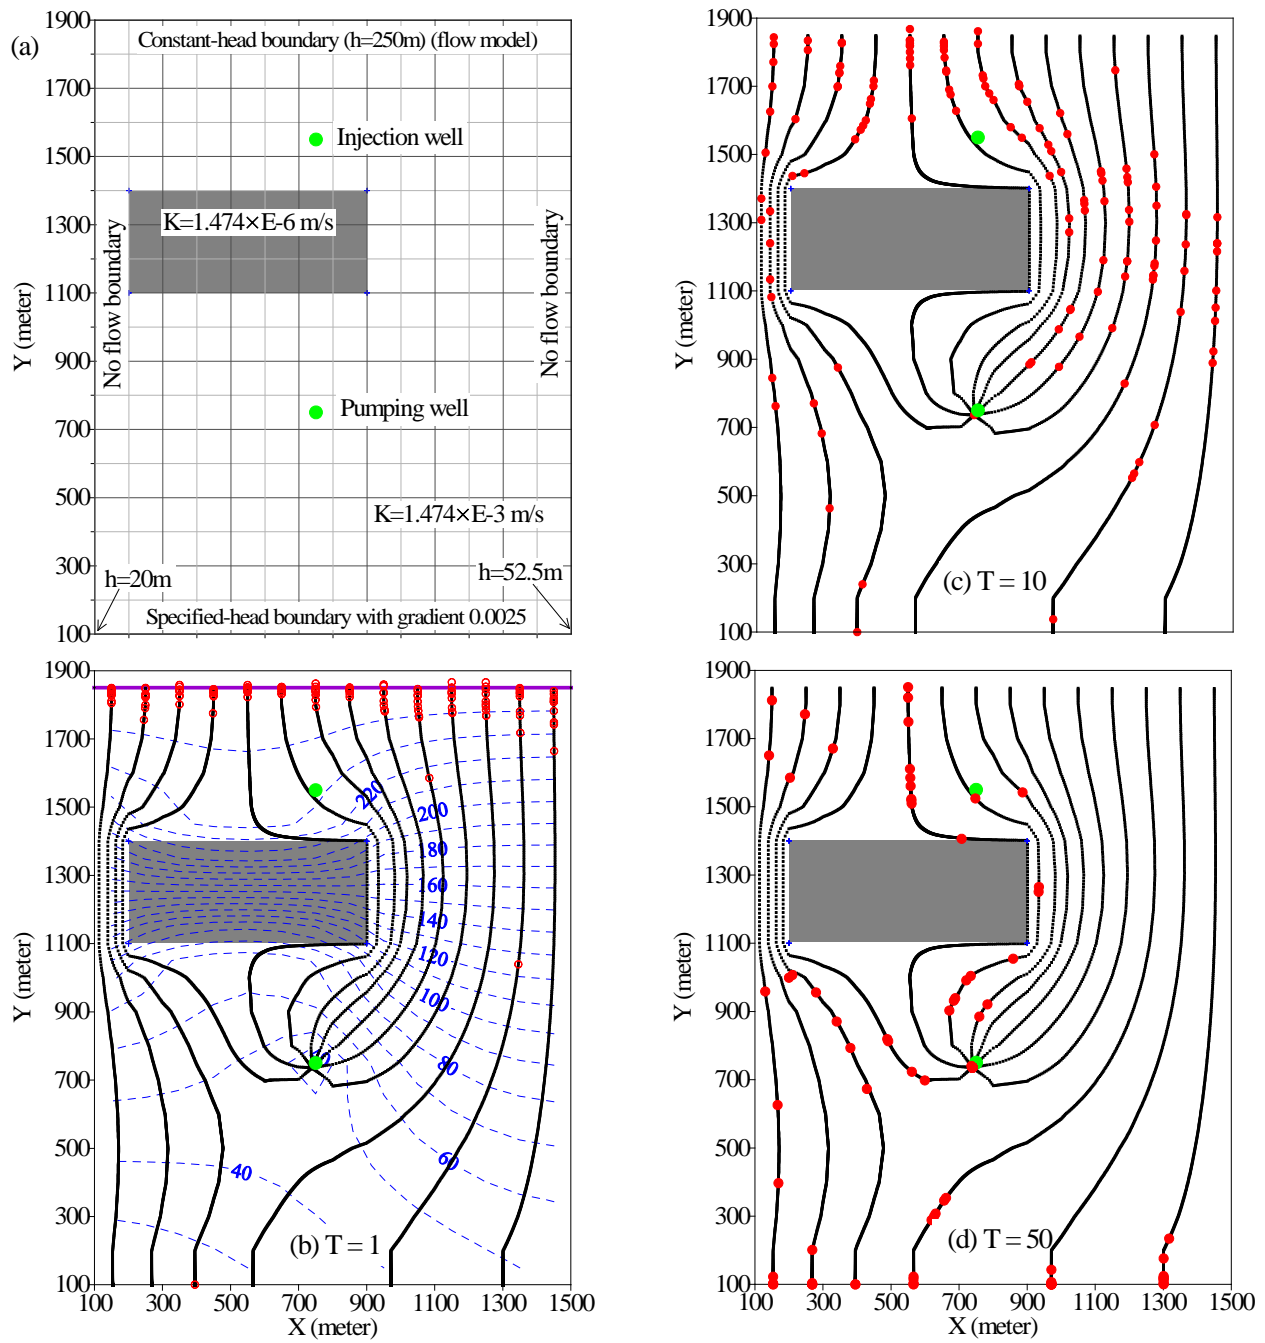 (a)
1900
1700
1500
1300
1100
900
700
500
300
100
Y (meter)
Constant-head boundary (h=250m) (flow model)
Injection well
K=1.474×E-6 m/s
No flow boundary
No flow boundary
Pumping well
K=1.474×E-3 m/s
h=20m
h=52.5m
Specified-head boundary with gradient 0.0025
1900
1700
1500
1300
1100
900
700
500
300
100
Y (meter)
(c) T = 10
1900
1700
1500
1300
1100
900
700
500
300
100
Y (meter)
220
200
80
160
140
120
100
80
60
40
(b) T = 1
100 300 500 700 900 1100 1300 1500
X (meter)
1900
1700
1500
1300
1100
900
700
500
300
100
Y (meter)
(d) T = 50
100 300 500 700 900 1100 1300 1500
X (meter)